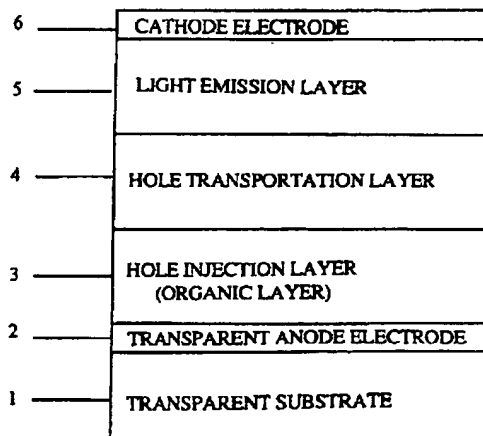 6 CATHODE ELECTRODE
5 LIGHT EMISSION LAYER
4 HOLE TRANSPORTATION LAYER
3 HOLE INJECTION LAYER
(ORGANIC LAYER)
2 TRANSPARENT ANODE ELECTRODE
1 TRANSPARENT SUBSTRATE